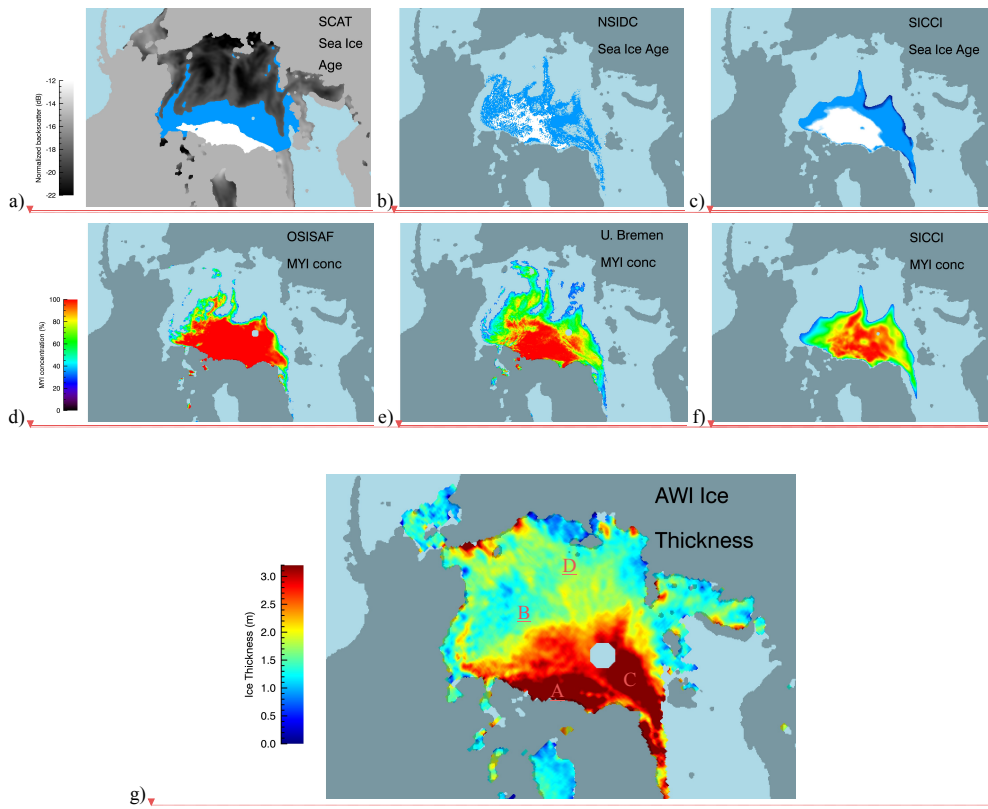 SCAT
Sea Ice
Age
Normalized backscatter (dB)
-12
-14
-16
-18
-20
-22
a)
NSIDC
Sea Ice Age
b)
SICCI
Sea Ice Age
c)
OSISAF
MYI conc
MYI concentration (%)
100
80
60
40
20
0
d)
U. Bremen
MYI conc
e)
SICCI
MYI conc
f)
AWI Ice
Thickness
Ice Thickness (m)
3.0
2.5
2.0
1.5
1.0
0.5
0.0
D
B
C
A
g)